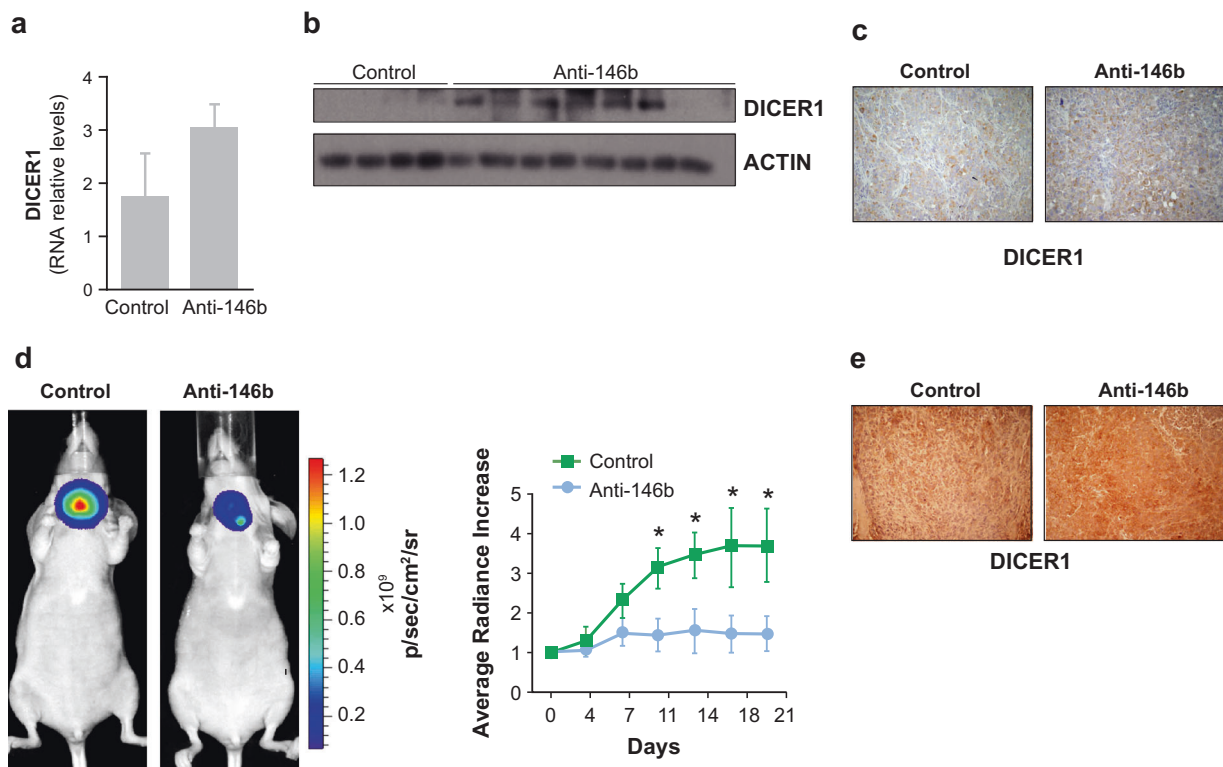 a
DICER1
(RNA relative levels)
4
3
2
1
0
Control
Anti-146b
b
Control
Anti-146b
DICER1
ACTIN
c
Control
Anti-146b
DICER1
d
Control
Anti-146b
1.2
1.0
0.8
0.6
0.4
0.2
x10⁹
p/sec/cm²/sr
Control
Anti-146b
Average Radiance Increase
5
4
3
2
1
0
* * * *
0 4 7 11 14 18 21
Days
e
Control
Anti-146b
DICER1